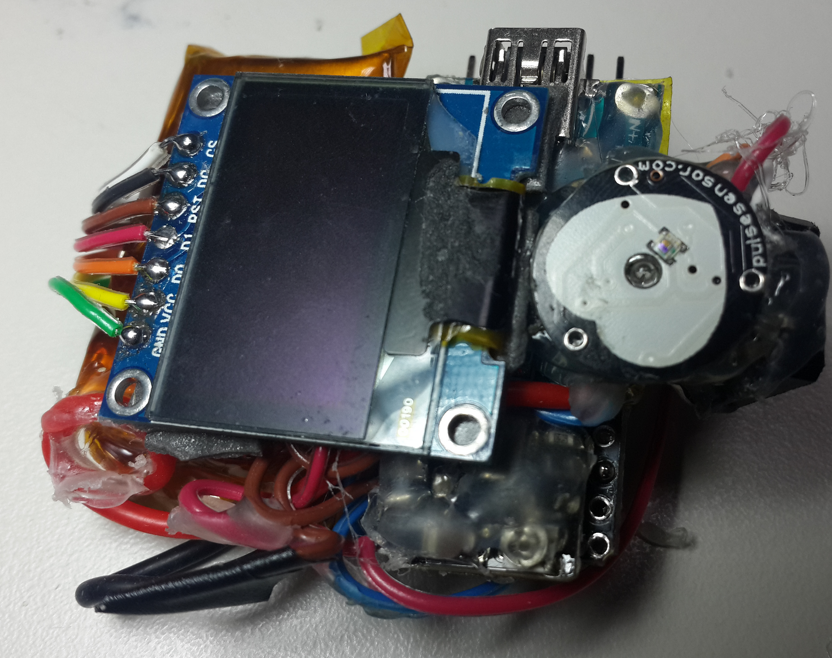 CS
DC
RST
D1
D0
VCC
GND
pulsesensor.com
N+